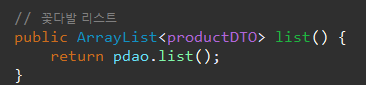 // 꽃다발 리스트
public ArrayList<productDTO> list() {
return pdao.list();
}